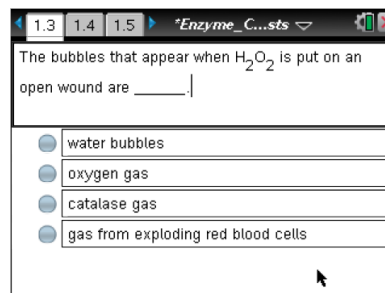 1.3 1.4 1.5 *Enzyme_C...sts
The bubbles that appear when H₂O₂ is put on an
open wound are ______.
water bubbles
oxygen gas
catalase gas
gas from exploding red blood cells